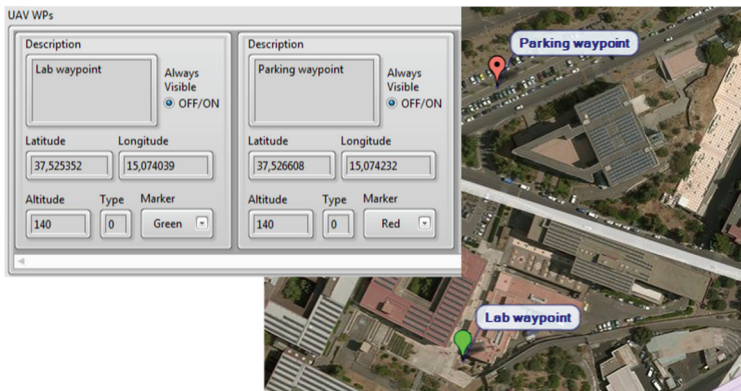 UAV WPs
Description
Lab waypoint
Always
Visible
OFF/ON
Latitude
Longitude
37,525352
15,074039
Altitude
Type
Marker
140
0
Green
Description
Parking waypoint
Always
Visible
OFF/ON
Latitude
Longitude
37,526608
15,074232
Altitude
Type
Marker
140
0
Red
Parking waypoint
Lab waypoint